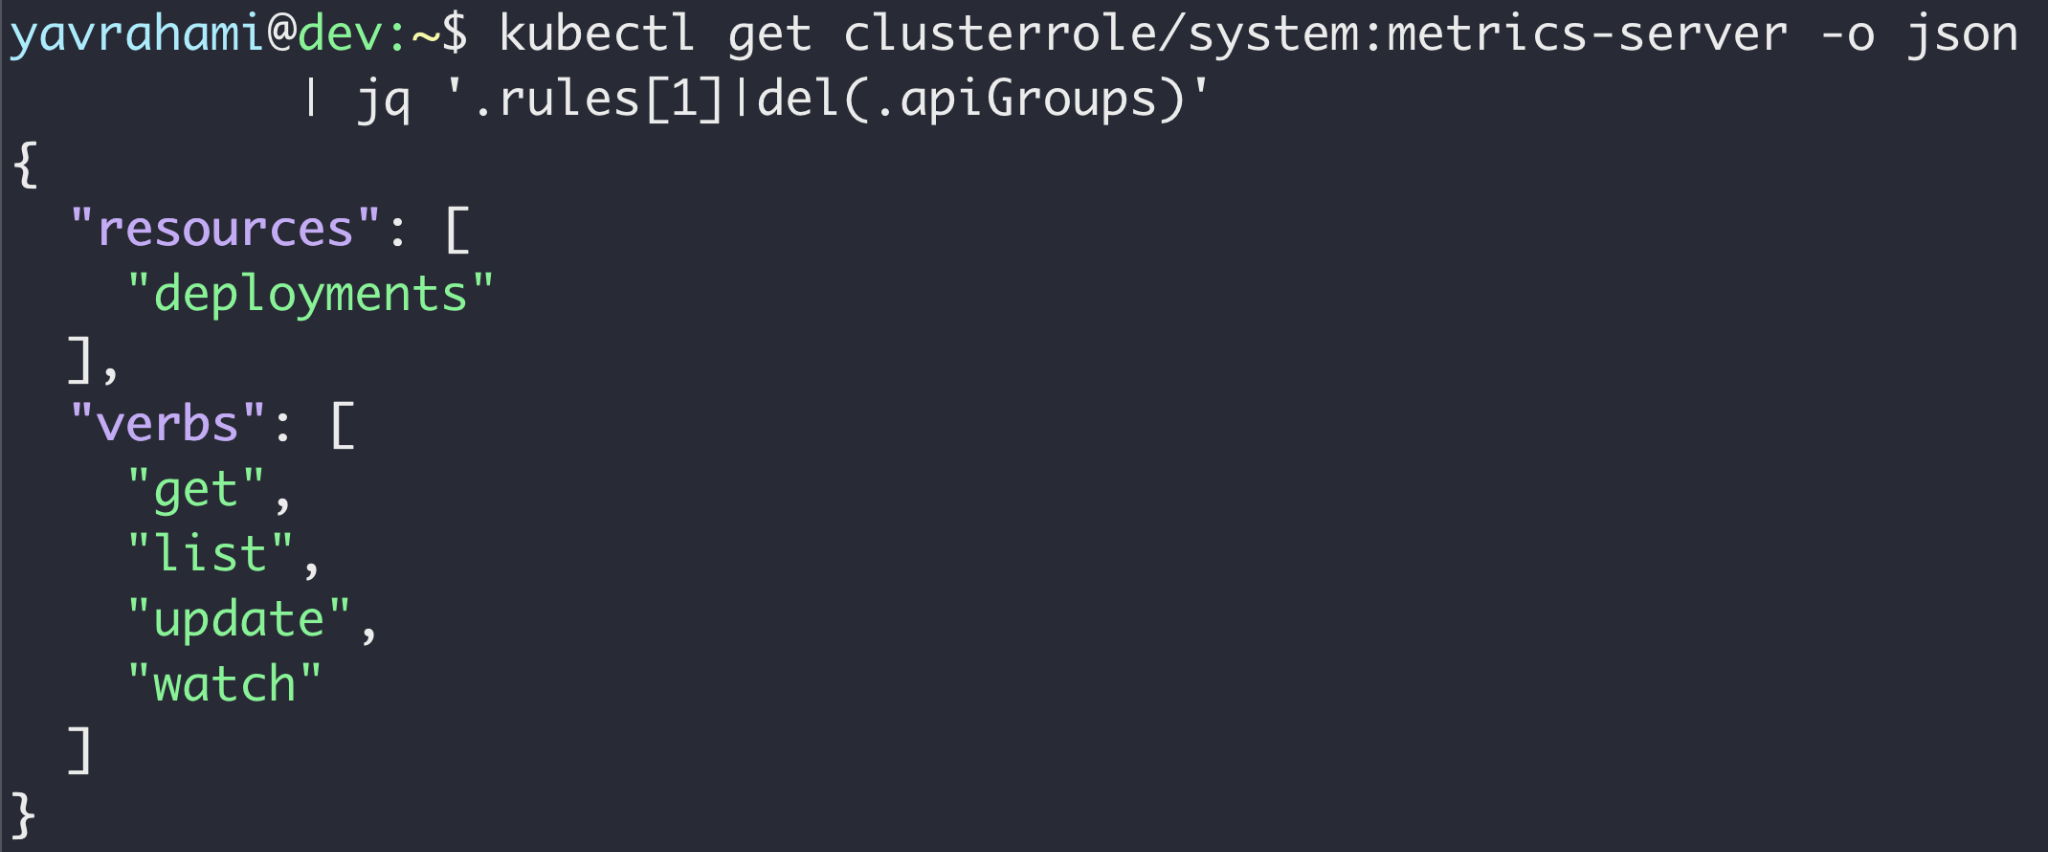 yavrahami@dev:~$ kubectl get clusterrole/system:metrics-server -o json
| jq '.rules[1]|del(.apiGroups)'
{
"resources": [
"deployments"
],
"verbs": [
"get",
"list",
"update",
"watch"
]
}